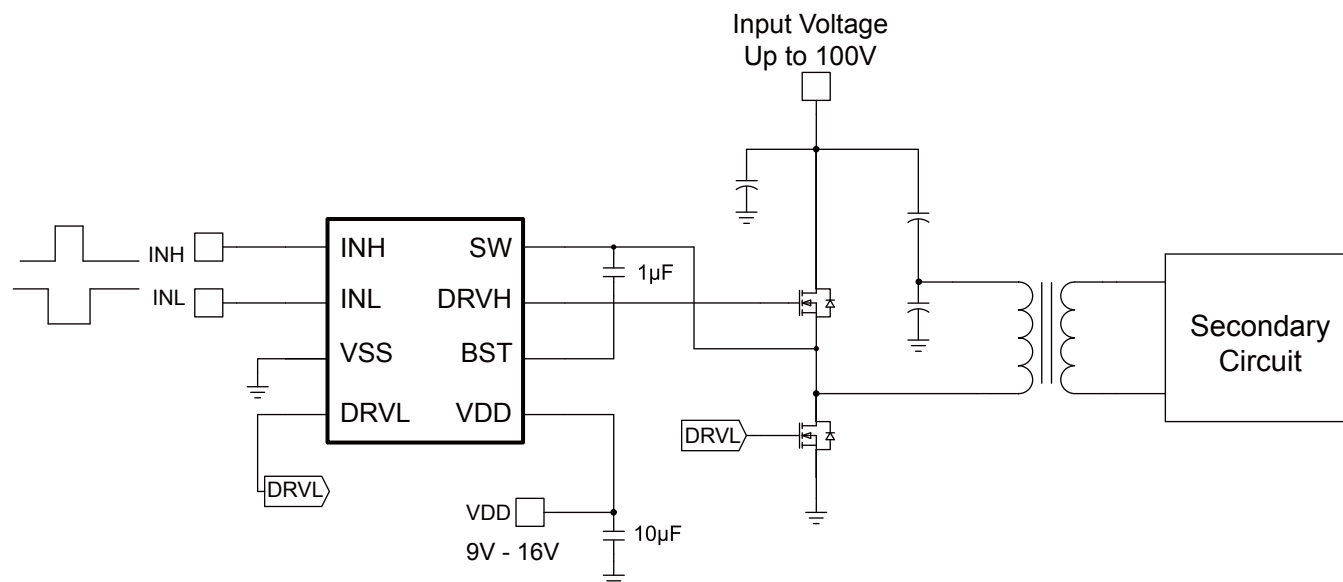 Input Voltage
Up to 100V
INH
INL
INH
INL
VSS
DRVL
SW
DRVH
BST
VDD
1µF
DRVL
DRVL
VDD
9V - 16V
10µF
Secondary
Circuit